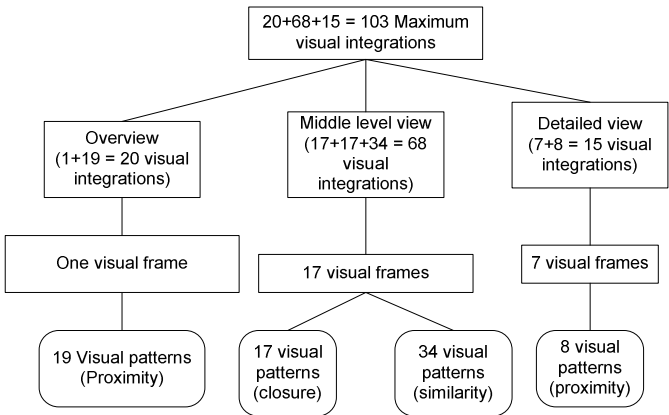 20+68+15 = 103 Maximum
visual integrations
Overview
(1+19 = 20 visual
integrations)
Middle level view
(17+17+34 = 68
visual
integrations)
Detailed view
(7+8 = 15 visual
integrations)
One visual frame
17 visual frames
7 visual frames
19 Visual patterns
(Proximity)
17 visual
patterns
(closure)
34 visual
patterns
(similarity)
8 visual
patterns
(proximity)